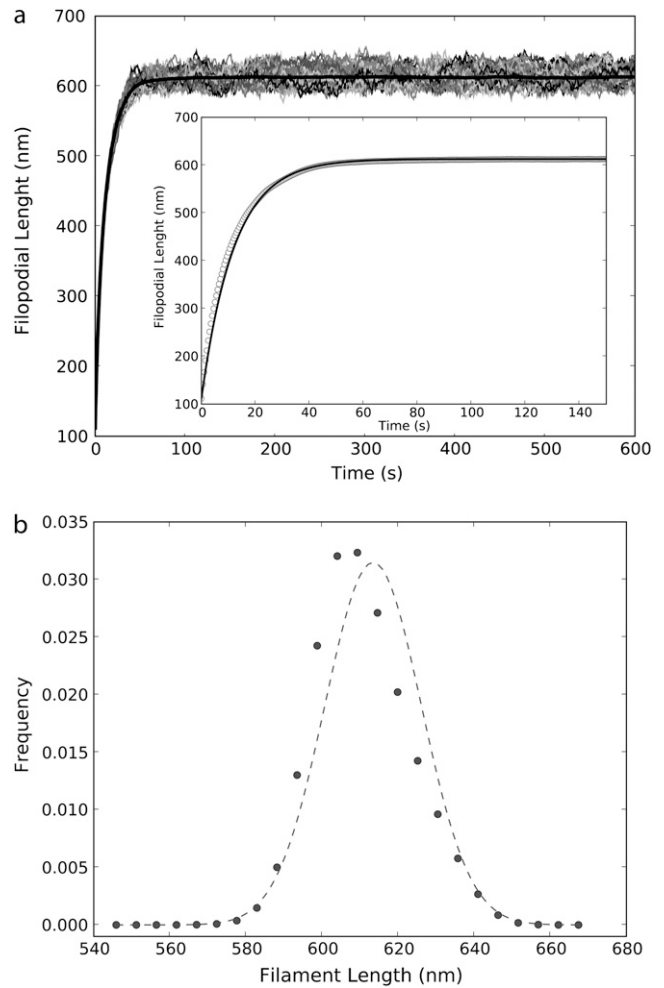 a
700
600
500
400
300
200
100
Filopodial Lenght (nm)
0 100 200 300 400 500 600
Time (s)
700
600
500
400
300
200
100
Filopodial Lenght (nm)
0 20 40 60 80 100 120 140
Time (s)
b
0.035
0.030
0.025
0.020
0.015
0.010
0.005
0.000
Frequency
540 560 580 600 620 640 660 680
Filament Length (nm)